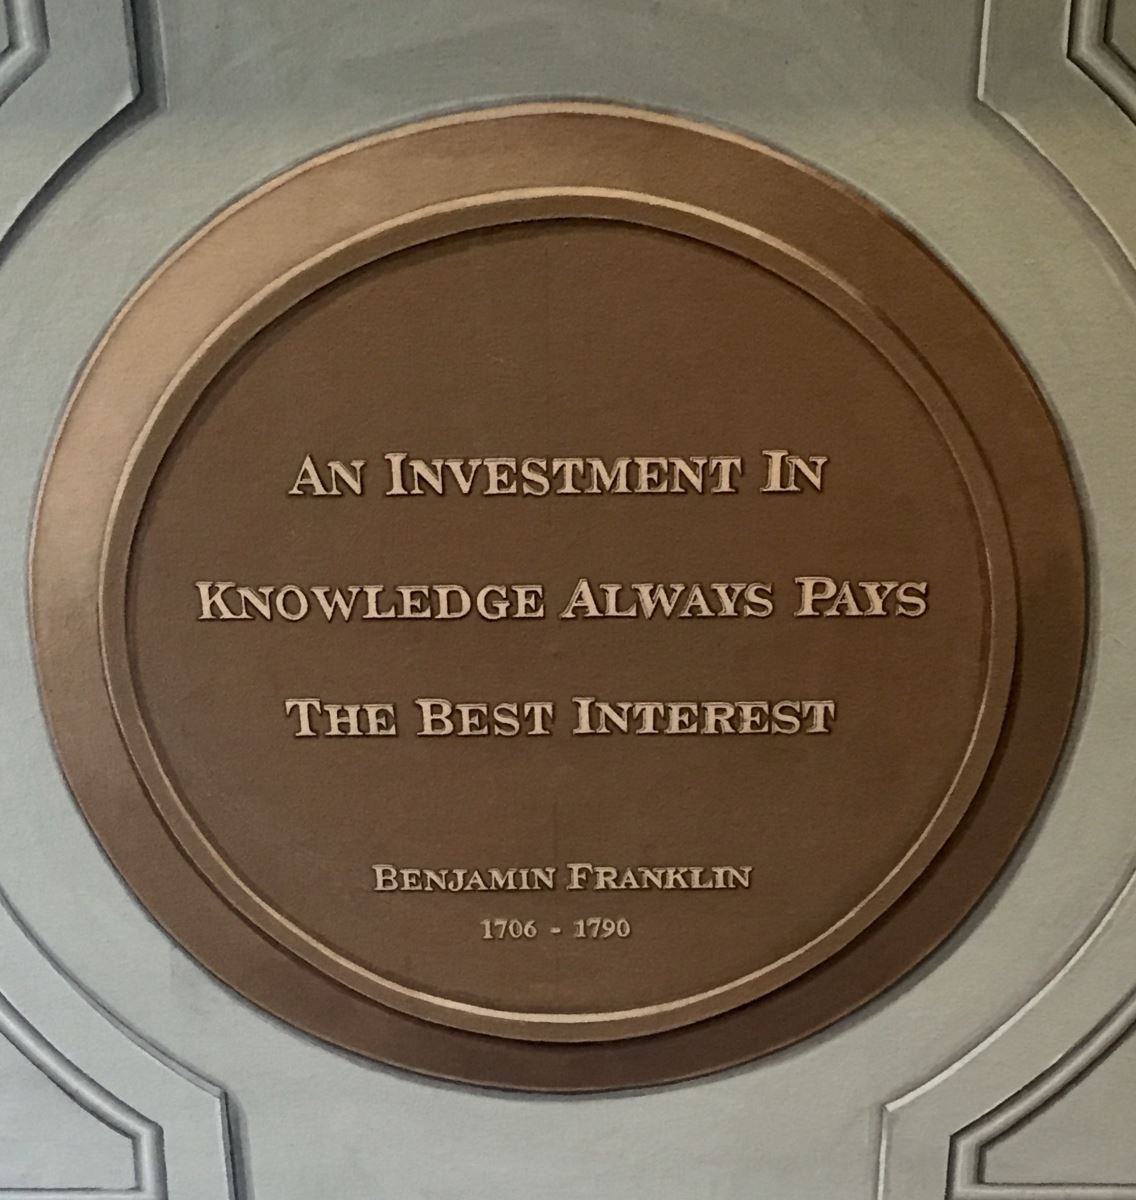 An Investment In
Knowledge Always Pays
The Best Interest
Benjamin Franklin
1706 - 1790